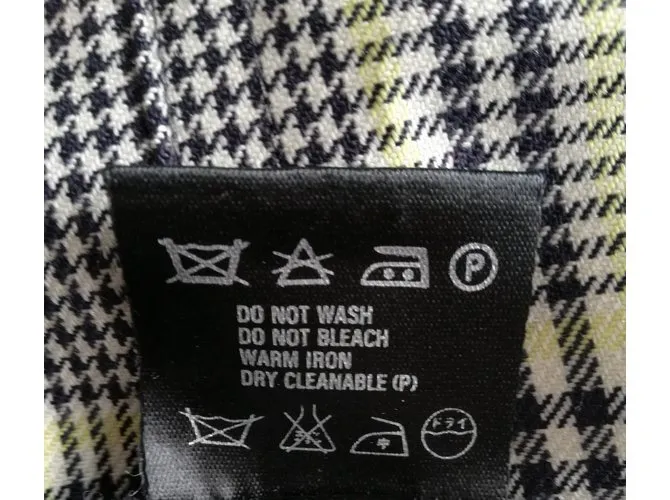 P
DO NOT WASH
DO NOT BLEACH
WARM IRON
DRY CLEANABLE (P)
中 ドライ